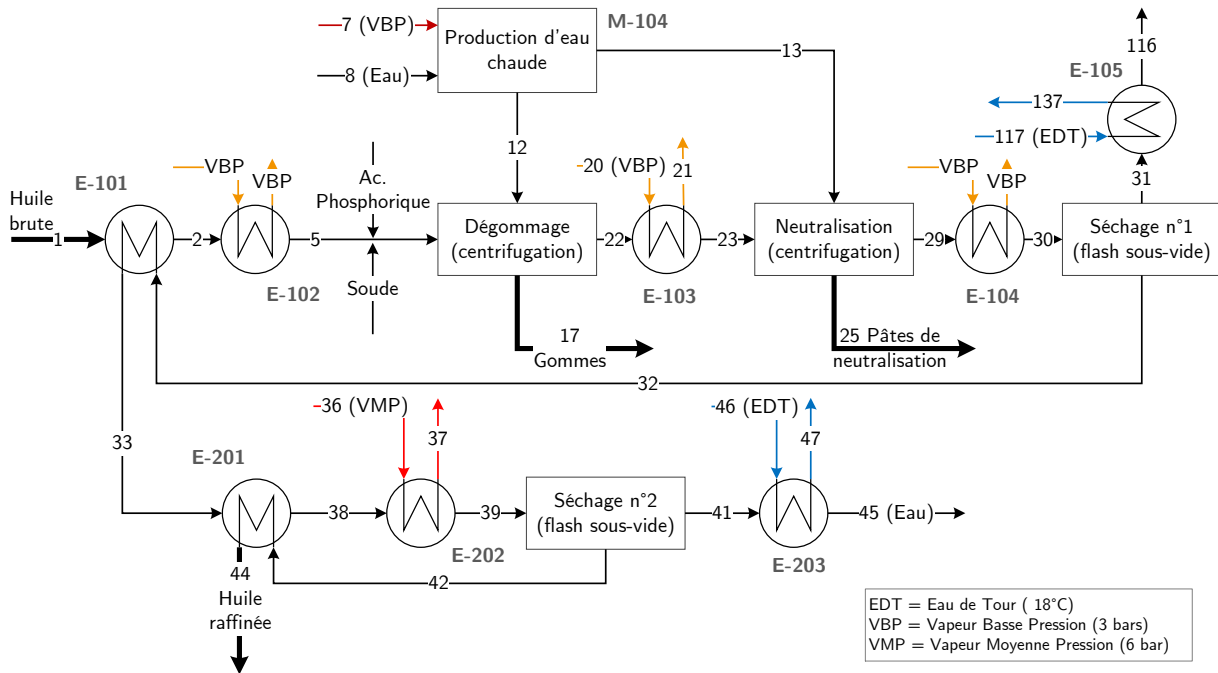 7 (VBP)
M-104
Production d'eau
chaude
8 (Eau)
13
116
E-105
137
117 (EDT)
12
E-101
VBP
VBP
Ac.
Phosphorique
20 (VBP)
21
VBP
VBP
31
Huile
brute
1
2
5
Dégommage
(centrifugation)
22
23
Neutralisation
(centrifugation)
29
30
Séchage n°1
(flash sous-vide)
E-102
Soude
E-103
E-104
17
Gommes
25 Pâtes de
neutralisation
32
33
36 (VMP)
37
46 (EDT)
47
E-201
38
39
Séchage n°2
(flash sous-vide)
41
45 (Eau)
E-202
E-203
42
44
Huile
raffinée
EDT = Eau de Tour ( 18°C)
VBP = Vapeur Basse Pression (3 bars)
VMP = Vapeur Moyenne Pression (6 bar)